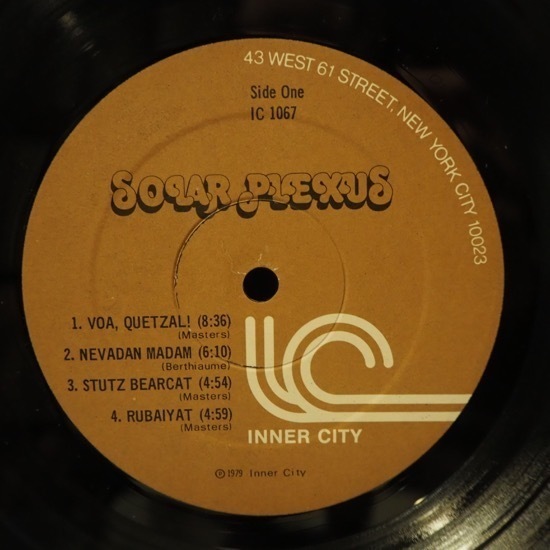 43 WEST 61 STREET, NEW YORK CITY 10023
Side One
IC 1067
SOLAR PLEXUS
1. VOA, QUETZAL! (8:36)
(Masters)
2. NEVADAN MADAM (6:10)
(Berthiaume)
3. STUTZ BEARCAT (4:54)
(Masters)
4. RUBAIYAT (4:59)
(Masters)
IC
INNER CITY
℗ 1979 Inner City